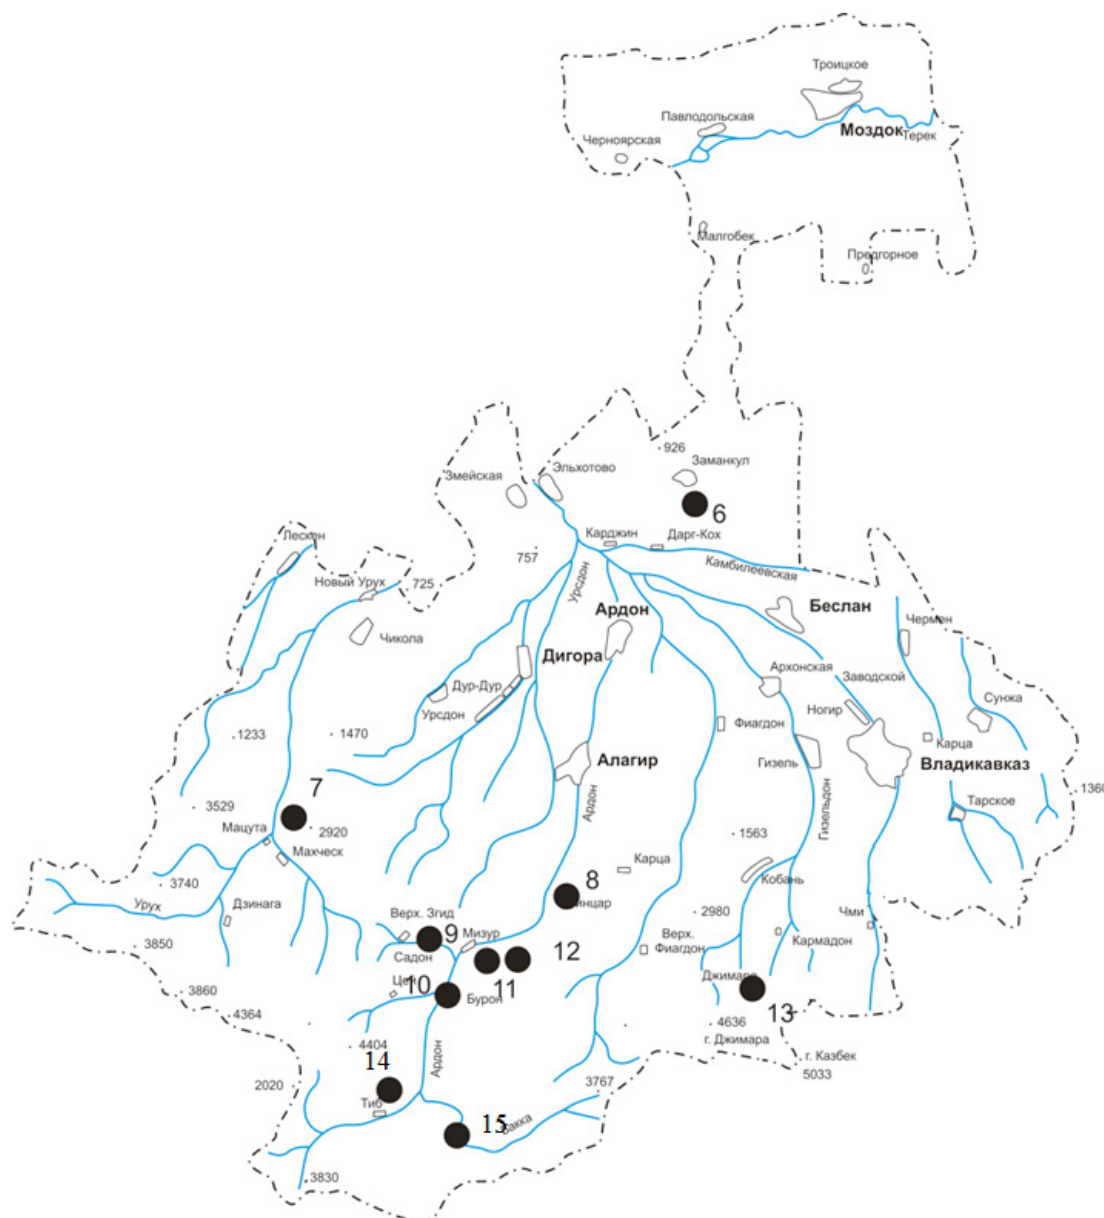 Троицкое
Павлодольская
Моздок
Терек
Черноярская
Малгобек
Предгорное
926
Заманкул
Эльхотово
Змейская
6
Карджин
Дарг-Кох
Лескен
757
Камбилеевская
Новый Урух
725
Урсдон
Ардон
Беслан
Чермен
Чикола
Дигора
Архонская
Заводской
Дур-Дур
Сунжа
Урсдон
Ногир
Фиагдон
1233
1470
Карца
Алагир
Гизель
Владикавказ
7
Ардон
Гизельдон
1360
3529
Тарское
Мацута
2920
1563
Махческ
Карца
8
Кобань
3740
Урух
Дзинага
Верх. Згид
2980
Чми
9
Мизур
Верх.
Фиагдон
Кармадон
3850
Садон
12
10
11
Джимара
Цей
Бурон
3860
13
4364
4636
г. Джимара
4404
14
Ардон
г. Казбек
5033
2020
3767
Тиб
15
3830